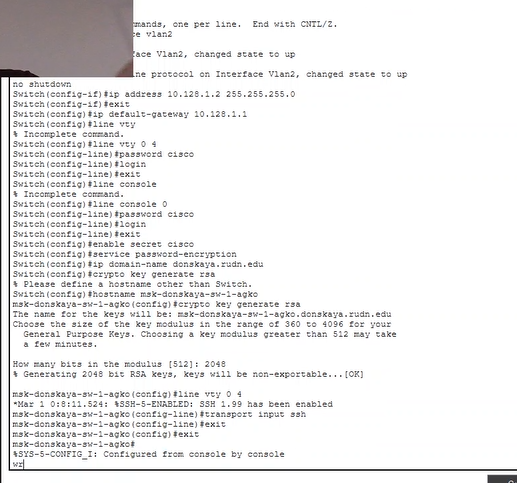 mmands, one per line.  End with CNTL/Z.
ce vlan2
face Vlan2, changed state to up
ine protocol on Interface Vlan2, changed state to up
no shutdown
Switch(config-if)#ip address 10.128.1.2 255.255.255.0
Switch(config-if)#exit
Switch(config)#ip default-gateway 10.128.1.1
Switch(config)#line vty
% Incomplete command.
Switch(config)#line vty 0 4
Switch(config-line)#password cisco
Switch(config-line)#login
Switch(config-line)#exit
Switch(config)#line console
% Incomplete command.
Switch(config)#line console 0
Switch(config-line)#password cisco
Switch(config-line)#login
Switch(config-line)#exit
Switch(config)#enable secret cisco
Switch(config)#service password-encryption
Switch(config)#ip domain-name donskaya.rudn.edu
Switch(config)#crypto key generate rsa
% Please define a hostname other than Switch.
Switch(config)#hostname msk-donskaya-sw-1-agko
msk-donskaya-sw-1-agko(config)#crypto key generate rsa
The name for the keys will be: msk-donskaya-sw-1-agko.donskaya.rudn.edu
Choose the size of the key modulus in the range of 360 to 4096 for your
  General Purpose Keys. Choosing a key modulus greater than 512 may take
  a few minutes.
How many bits in the modulus [512]: 2048
% Generating 2048 bit RSA keys, keys will be non-exportable...[OK]
msk-donskaya-sw-1-agko(config)#line vty 0 4
*Mar 1 0:8:11.524: %SSH-5-ENABLED: SSH 1.99 has been enabled
msk-donskaya-sw-1-agko(config-line)#transport input ssh
msk-donskaya-sw-1-agko(config-line)#exit
msk-donskaya-sw-1-agko(config)#exit
msk-donskaya-sw-1-agko#
%SYS-5-CONFIG_I: Configured from console by console
wr